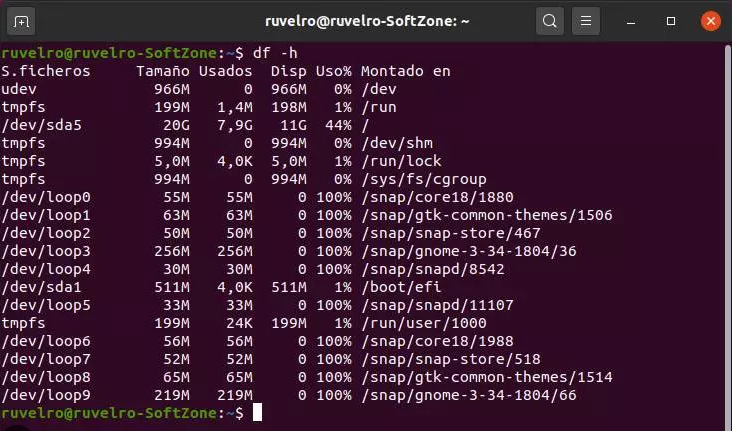 ruvelro@ruvelro-SoftZone: ~
ruvelro@ruvelro-SoftZone:~$ df -h
S.ficheros Tamaño Usados Disp Uso% Montado en
udev 966M 0 966M 0% /dev
tmpfs 199M 1,4M 198M 1% /run
/dev/sda5 20G 7,9G 11G 44% /
tmpfs 994M 0 994M 0% /dev/shm
tmpfs 5,0M 4,0K 5,0M 1% /run/lock
tmpfs 994M 0 994M 0% /sys/fs/cgroup
/dev/loop0 55M 55M 0 100% /snap/core18/1880
/dev/loop1 63M 63M 0 100% /snap/gtk-common-themes/1506
/dev/loop2 50M 50M 0 100% /snap/snap-store/467
/dev/loop3 256M 256M 0 100% /snap/gnome-3-34-1804/36
/dev/loop4 30M 30M 0 100% /snap/snapd/8542
/dev/sda1 511M 4,0K 511M 1% /boot/efi
/dev/loop5 33M 33M 0 100% /snap/snapd/11107
tmpfs 199M 24K 199M 1% /run/user/1000
/dev/loop6 56M 56M 0 100% /snap/core18/1988
/dev/loop7 52M 52M 0 100% /snap/snap-store/518
/dev/loop8 65M 65M 0 100% /snap/gtk-common-themes/1514
/dev/loop9 219M 219M 0 100% /snap/gnome-3-34-1804/66
ruvelro@ruvelro-SoftZone:~$